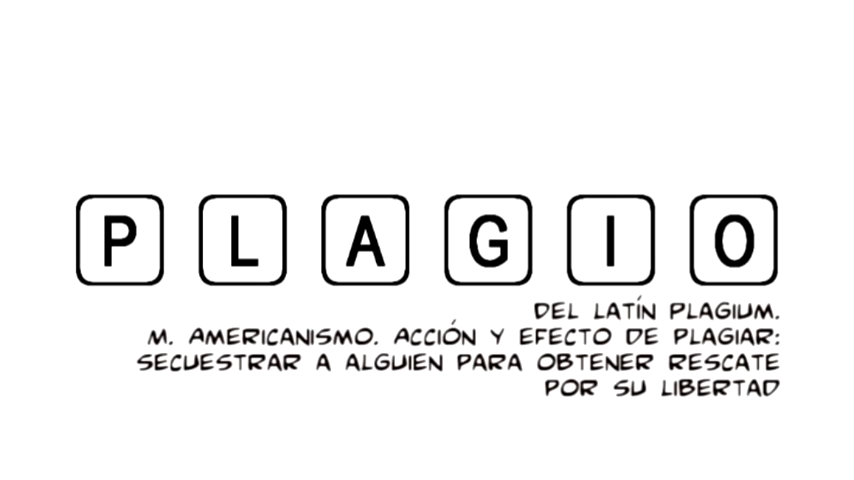 PLAGIO
DEL LATÍN PLAGIUM.
M. AMERICANISMO. ACCIÓN Y EFECTO DE PLAGIAR:
SECUESTRAR A ALGUIEN PARA OBTENER RESCATE
POR SU LIBERTAD